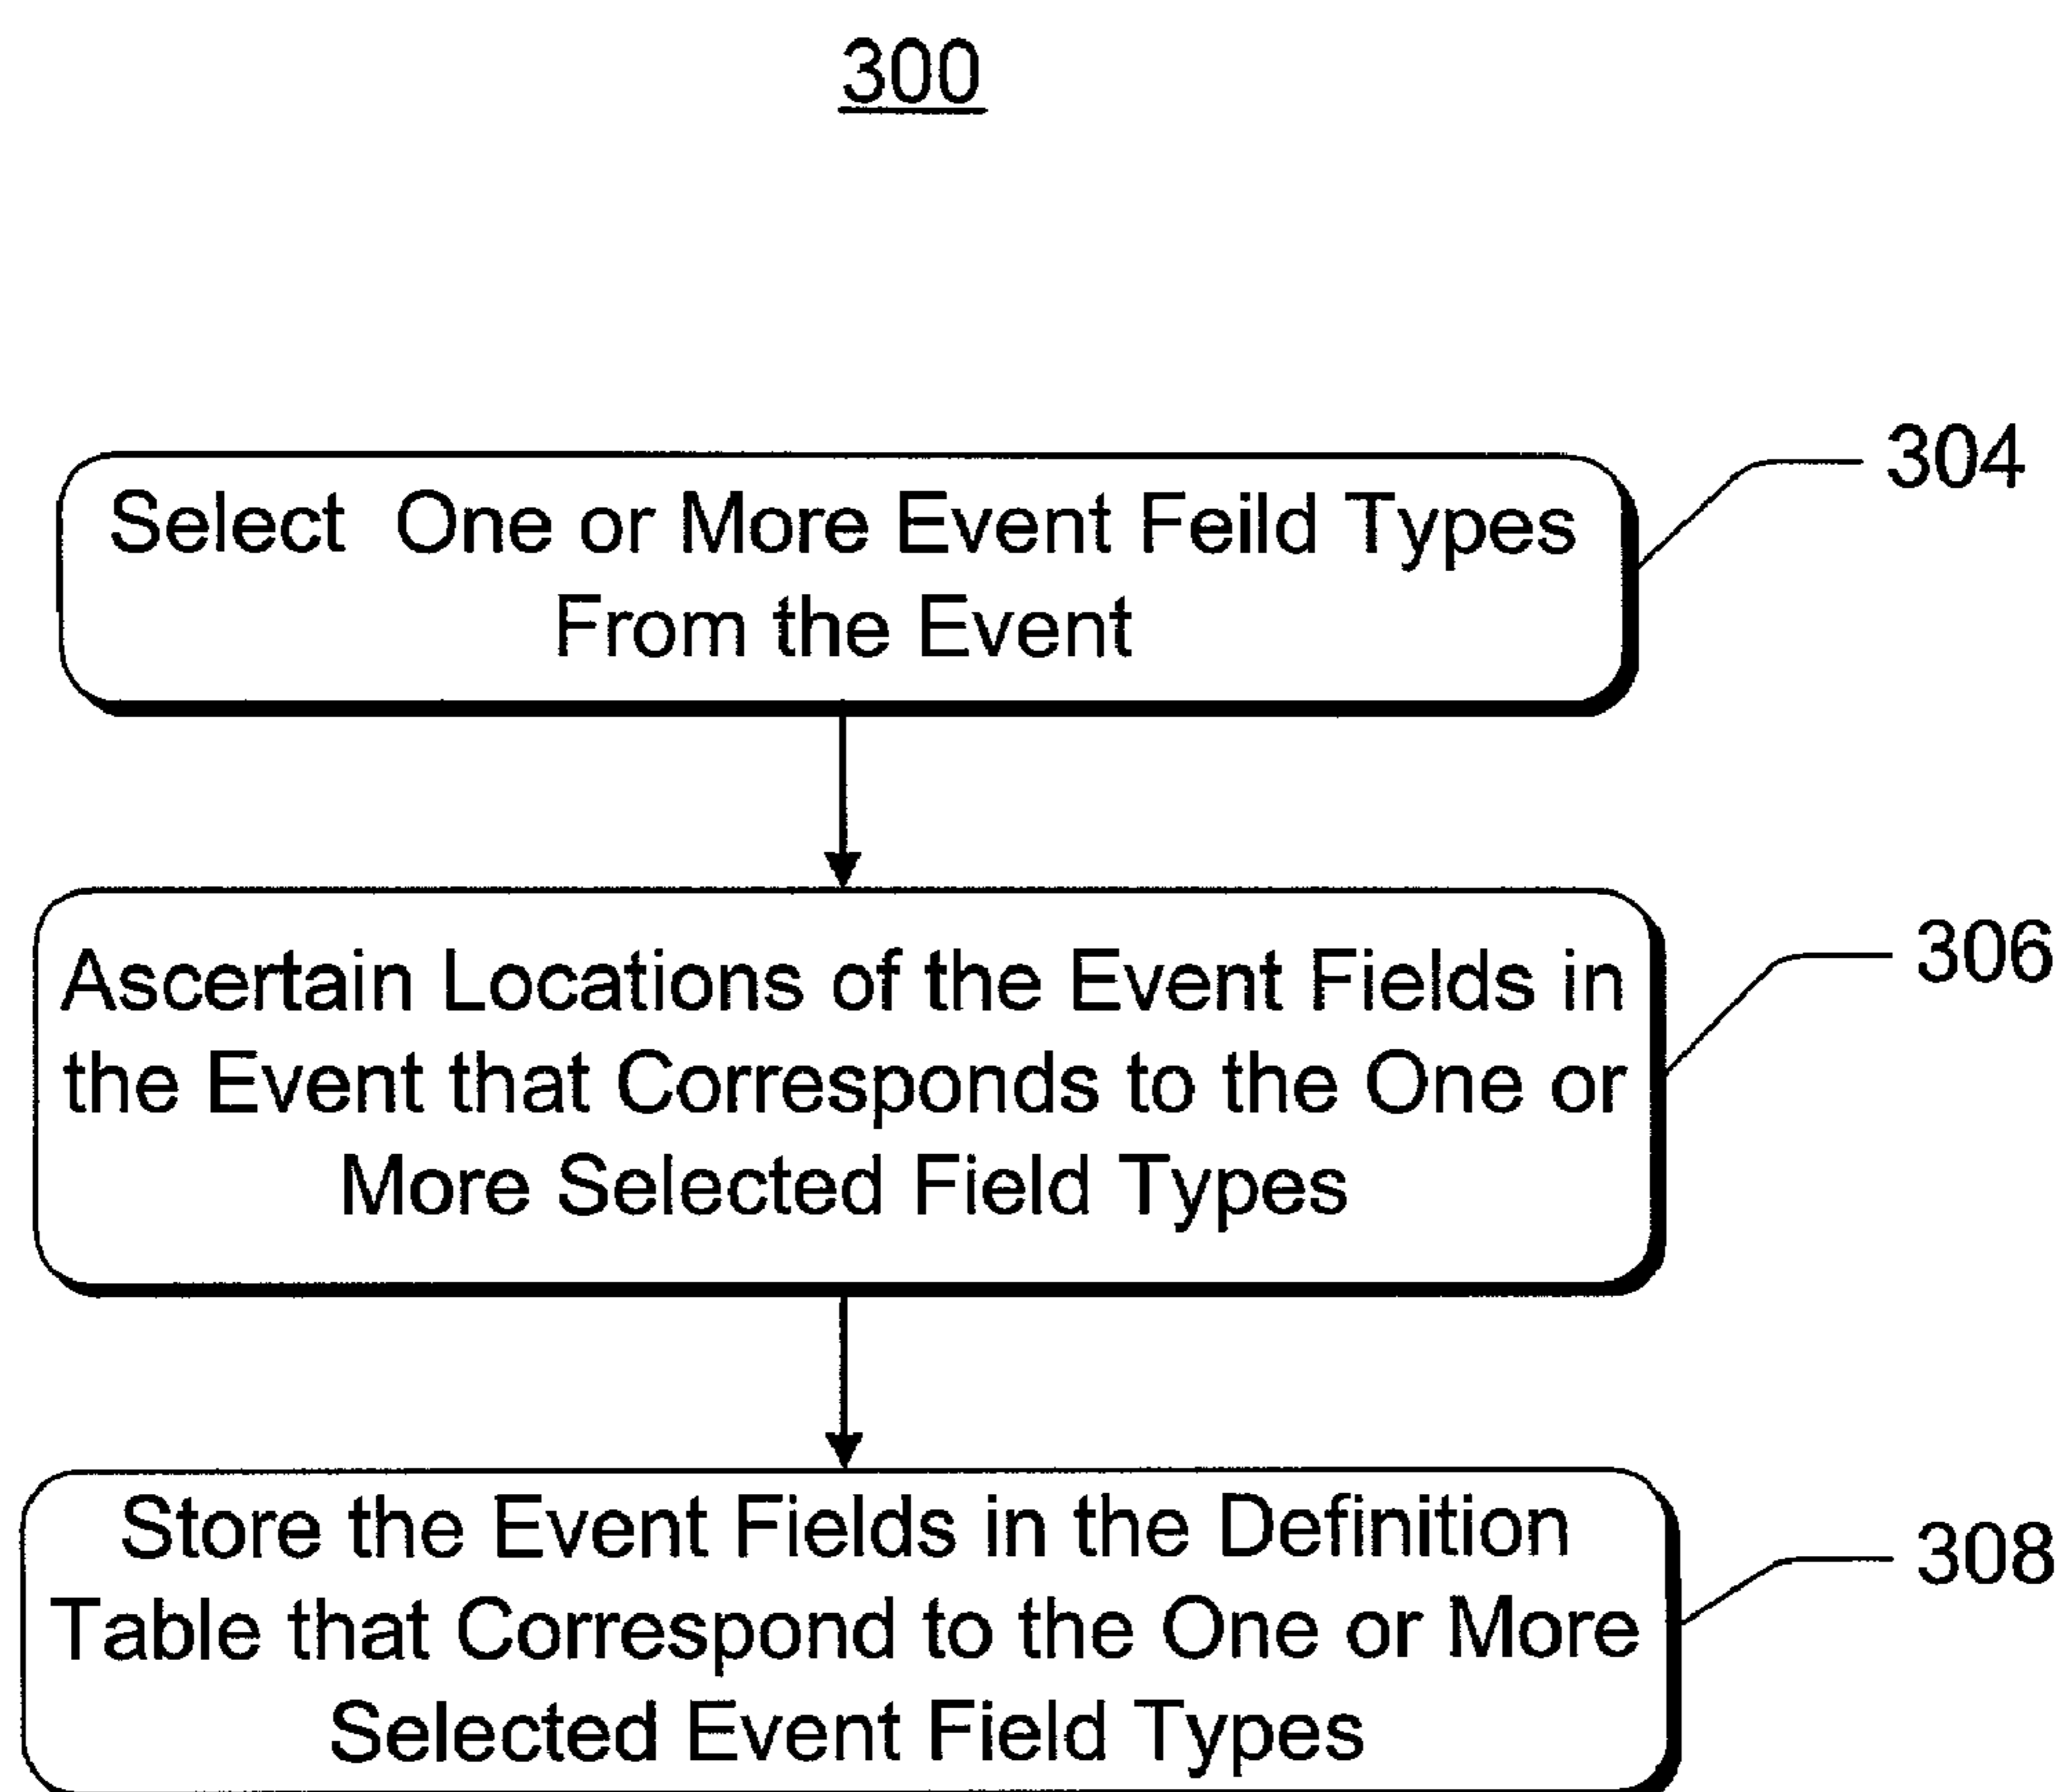 300
304
Select One or More Event Feild Types
From the Event
306
Ascertain Locations of the Event Fields in
the Event that Corresponds to the One or
More Selected Field Types
308
Store the Event Fields in the Definition
Table that Correspond to the One or More
Selected Event Field Types